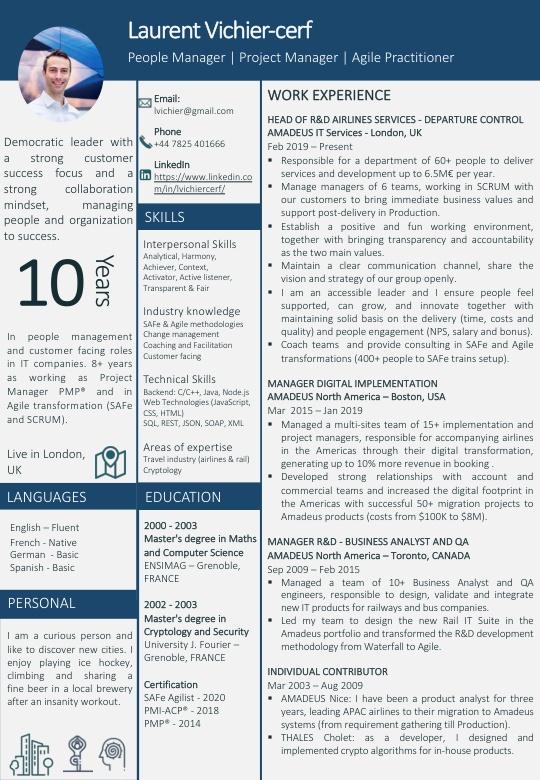 Laurent Vichier-cerf
People Manager | Project Manager | Agile Practitioner
Democratic leader with
a strong customer
success focus and a
strong collaboration
mindset, managing
people and organization
to success.
10 Years
In people management
and customer facing roles
in IT companies. 8+ years
as working as Project
Manager PMP® and in
Agile transformation (SAFe
and SCRUM).
Live in London,
UK
LANGUAGES
English – Fluent
French - Native
German - Basic
Spanish - Basic
PERSONAL
I am a curious person and
like to discover new cities. I
enjoy playing ice hockey,
climbing and sharing a
fine beer in a local brewery
after an insanity workout.
Email:
lvichier@gmail.com
Phone
+44 7825 401666
LinkedIn
https://www.linkedin.co
m/in/lvichiercerf/
SKILLS
Interpersonal Skills
Analytical, Harmony,
Achiever, Context,
Activator, Active listener,
Transparent & Fair
Industry knowledge
SAFe & Agile methodologies
Change management
Coaching and Facilitation
Customer facing
Technical Skills
Backend: C/C++, Java, Node.js
Web Technologies (JavaScript,
CSS, HTML)
SQL, REST, JSON, SOAP, XML
Areas of expertise
Travel industry (airlines & rail)
Cryptology
EDUCATION
2000 - 2003
Master's degree in Maths
and Computer Science
ENSIMAG – Grenoble,
FRANCE
2002 - 2003
Master's degree in
Cryptology and Security
University J. Fourier –
Grenoble, FRANCE
Certification
SAFe Agilist - 2020
PMI-ACP® - 2018
PMP® - 2014
WORK EXPERIENCE
HEAD OF R&D AIRLINES SERVICES - DEPARTURE CONTROL
AMADEUS IT Services - London, UK
Feb 2019 – Present
▪ Responsible for a department of 60+ people to deliver
services and development up to 6.5M€ per year.
▪ Manage managers of 6 teams, working in SCRUM with
our customers to bring immediate business values and
support post-delivery in Production.
▪ Establish a positive and fun working environment,
together with bringing transparency and accountability
as the two main values.
▪ Maintain a clear communication channel, share the
vision and strategy of our group openly.
▪ I am an accessible leader and I ensure people feel
supported, can grow, and innovate together with
maintaining solid basis on the delivery (time, costs and
quality) and people engagement (NPS, salary and bonus).
▪ Coach teams and provide consulting in SAFe and Agile
transformations (400+ people to SAFe trains setup).
MANAGER DIGITAL IMPLEMENTATION
AMADEUS North America – Boston, USA
Mar 2015 – Jan 2019
▪ Managed a multi-sites team of 15+ implementation and
project managers, responsible for accompanying airlines
in the Americas through their digital transformation,
generating up to 10% more revenue in booking .
▪ Developed strong relationships with account and
commercial teams and increased the digital footprint in
the Americas with successful 50+ migration projects to
Amadeus products (costs from $100K to $8M).
MANAGER R&D - BUSINESS ANALYST AND QA
AMADEUS North America – Toronto, CANADA
Sep 2009 – Feb 2015
▪ Managed a team of 10+ Business Analyst and QA
engineers, responsible to design, validate and integrate
new IT products for railways and bus companies.
▪ Led my team to design the new Rail IT Suite in the
Amadeus portfolio and transformed the R&D development
methodology from Waterfall to Agile.
INDIVIDUAL CONTRIBUTOR
Mar 2003 – Aug 2009
▪ AMADEUS Nice: I have been a product analyst for three
years, leading APAC airlines to their migration to Amadeus
systems (from requirement gathering till Production).
▪ THALES Cholet: as a developer, I designed and
implemented crypto algorithms for in-house products.